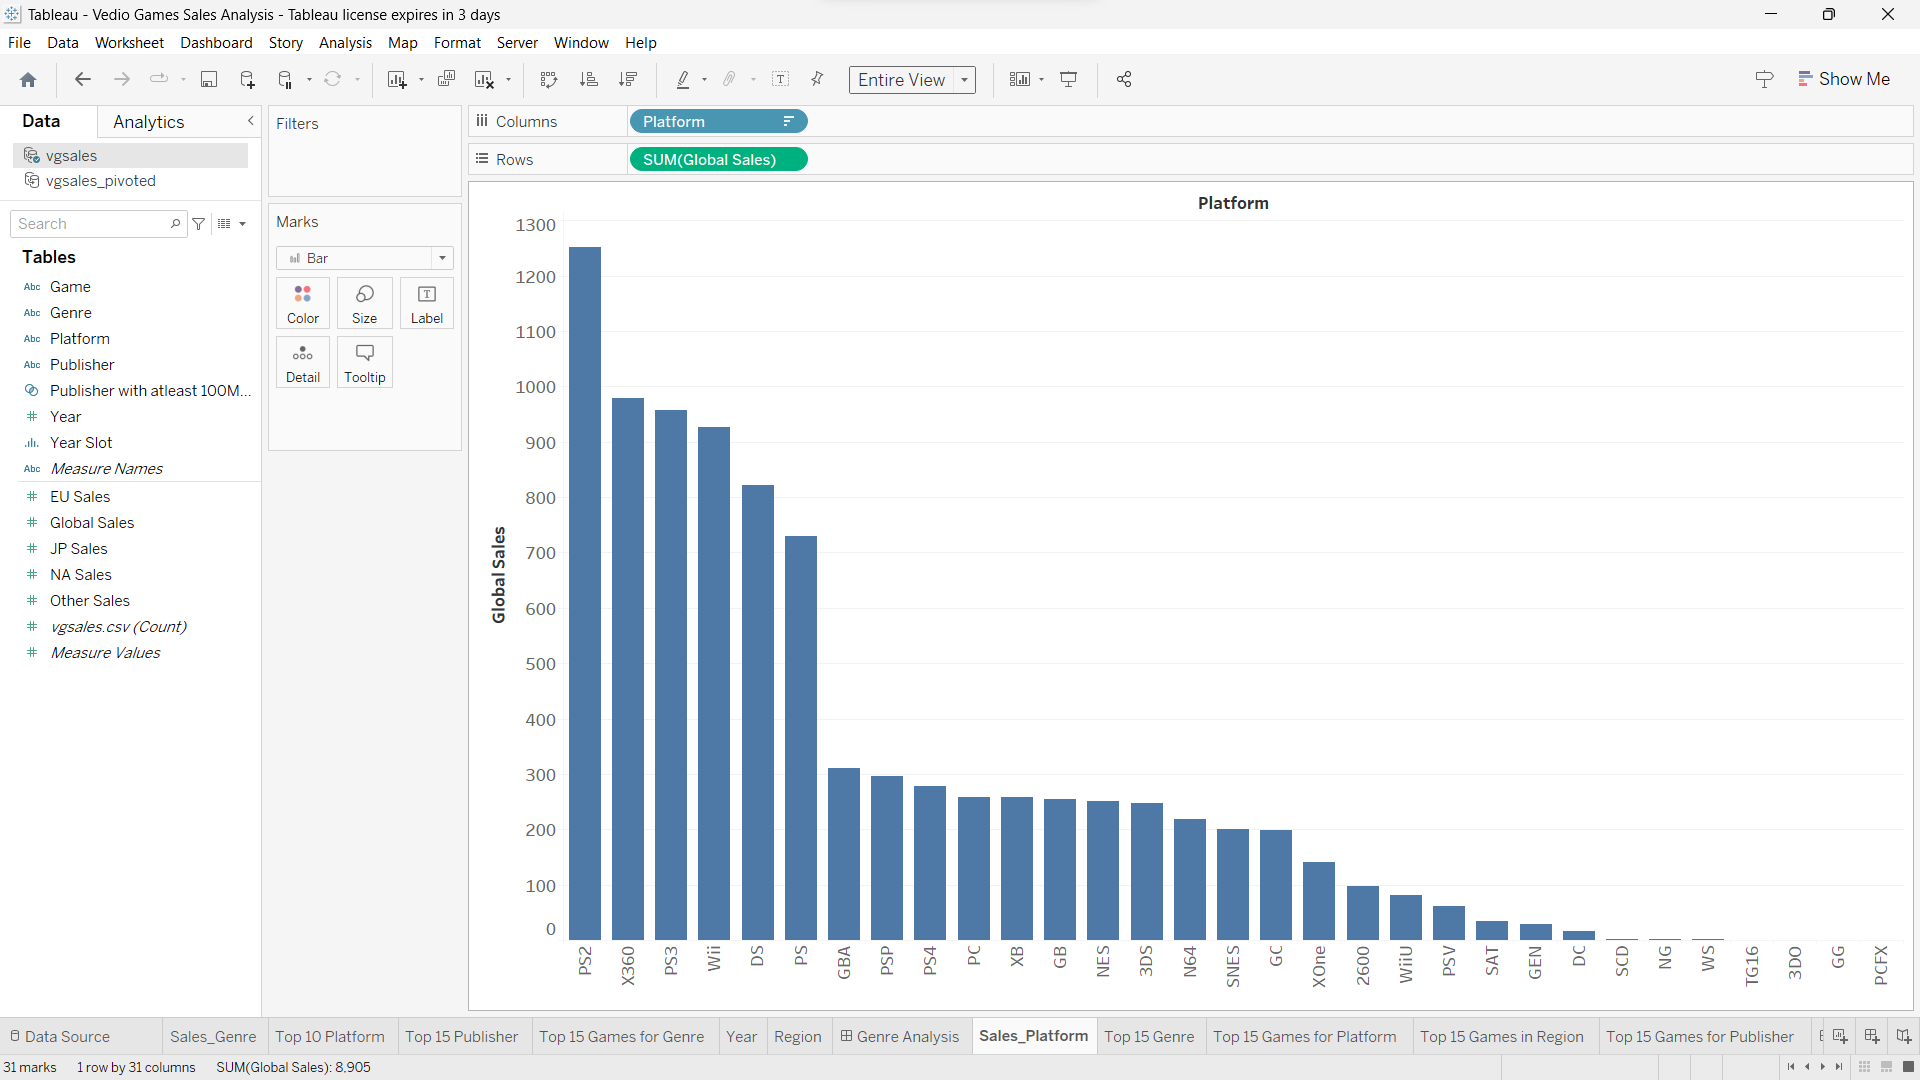 Tableau - Vedio Games Sales Analysis - Tableau license expires in 3 days
File Data Worksheet Dashboard Story Analysis Map Format Server Window Help
Entire View
Show Me
Data Analytics
vgsales
vgsales_pivoted
Search
Tables
Abc Game
Abc Genre
Abc Platform
Abc Publisher
Publisher with atleast 100M...
# Year
Year Slot
Abc Measure Names
# EU Sales
# Global Sales
# JP Sales
# NA Sales
# Other Sales
# vgsales.csv (Count)
# Measure Values
Filters
Marks
Bar
Color Size Label
Detail Tooltip
Columns Platform
Rows SUM(Global Sales)
Platform
Global Sales
1300
1200
1100
1000
900
800
700
600
500
400
300
200
100
0
PS2 X360 PS3 Wii DS PS GBA PSP PS4 PC XB GB NES 3DS N64 SNES GC XOne 2600 WiiU PSV SAT GEN DC SCD NG WS TG16 3DO GG PCFX
Data Source Sales_Genre Top 10 Platform Top 15 Publisher Top 15 Games for Genre Year Region Genre Analysis Sales_Platform Top 15 Genre Top 15 Games for Platform Top 15 Games in Region Top 15 Games for Publisher
31 marks 1 row by 31 columns SUM(Global Sales): 8,905